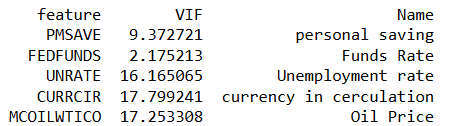 feature VIF Name
PMSAVE 9.372721 personal saving
FEDFUNDS 2.175213 Funds Rate
UNRATE 16.165065 Unemployment rate
CURRCIR 17.799241 currency in cerculation
MCOILWTICO 17.253308 Oil Price